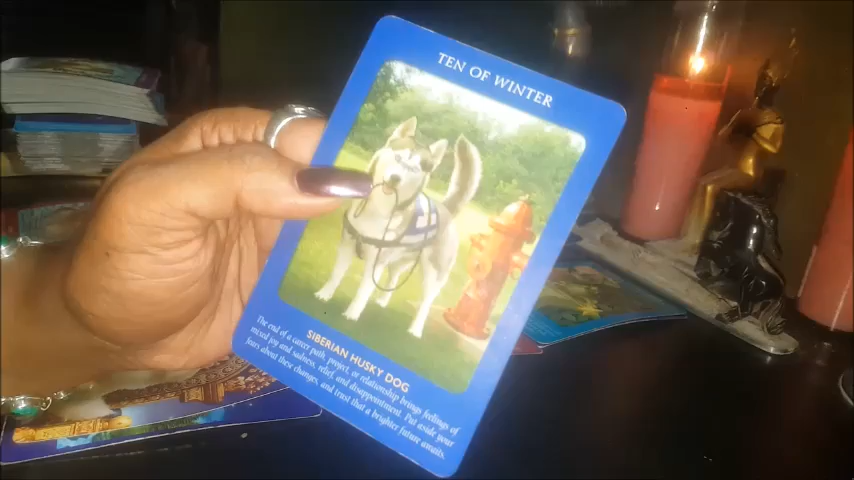 TEN OF WINTER
SIBERIAN HUSKY DOG
The end of a career path, project, or relationship brings feelings of
mixed joy and sadness, relief, and disappointment. Put aside your
fears about these changes, and trust that a brighter future awaits.